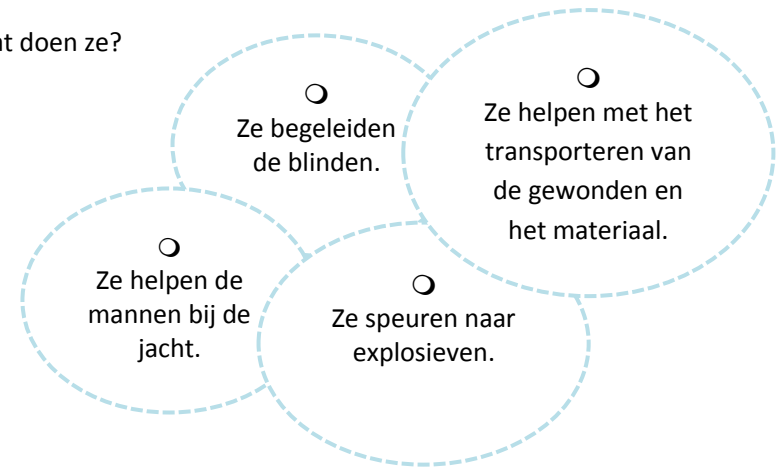 t doen ze?
Ze begeleiden
de blinden.
Ze helpen met het
transporteren van
de gewonden en
het materiaal.
Ze helpen de
mannen bij de
jacht.
Ze speuren naar
explosieven.